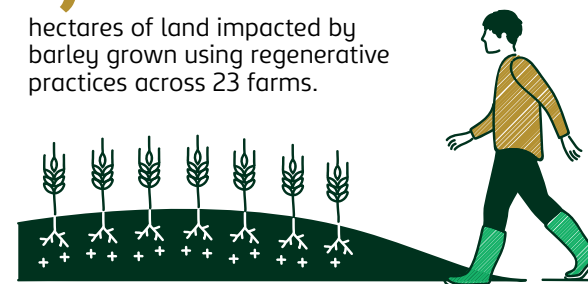 hectares of land impacted by
barley grown using regenerative
practices across 23 farms.